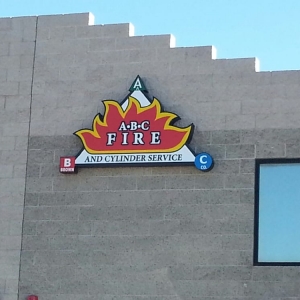 A
A·B·C
FIRE
AND CYLINDER SERVICE
B
BROWN
C
CO.